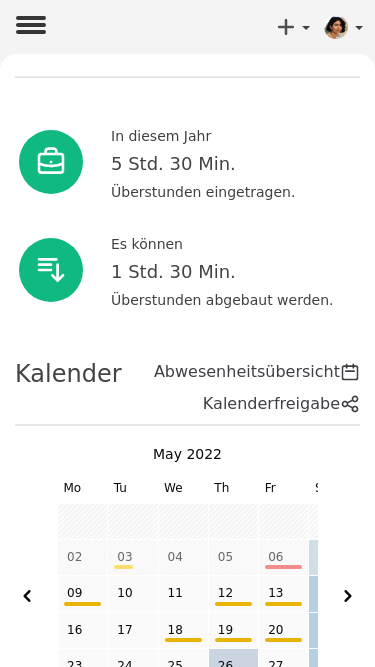 In diesem Jahr
5 Std. 30 Min.
Überstunden eingetragen.
Es können
1 Std. 30 Min.
Überstunden abgebaut werden.
Kalender
Abwesenheitsübersicht
Kalenderfreigabe
May 2022
Mo Tu We Th Fr
02 03 04 05 06
09 10 11 12 13
16 17 18 19 20
23 24 25 26 27